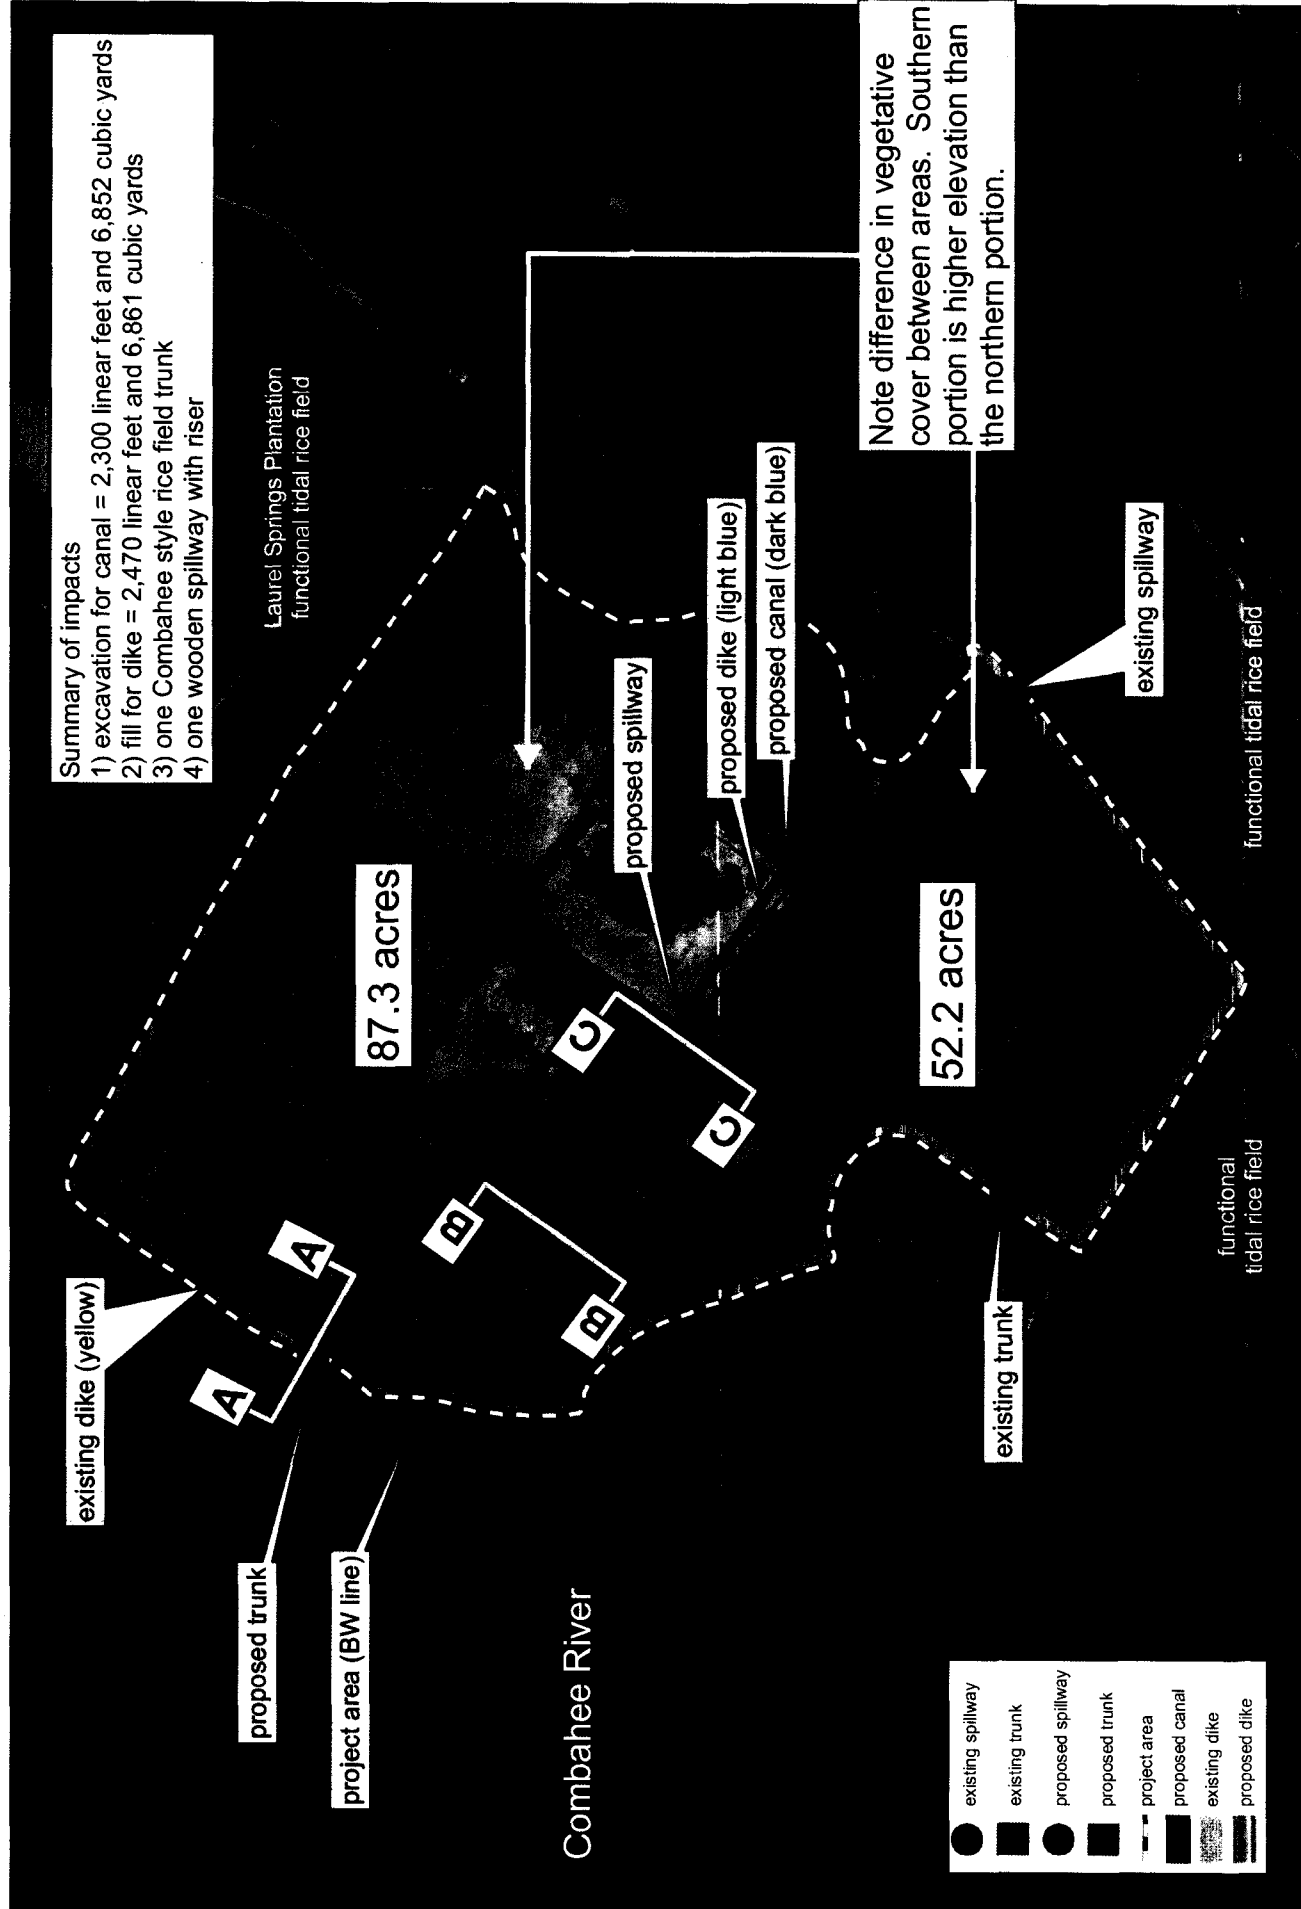 Summary of impacts
1) excavation for canal = 2,300 linear feet and 6,852 cubic yards
2) fill for dike = 2,470 linear feet and 6,861 cubic yards
3) one Combahee style rice field trunk
4) one wooden spillway with riser
existing dike (yellow)
Laurel Springs Plantation
functional tidal rice field
A
A
proposed trunk
project area (BW line)
87.3 acres
B
B
C
C
Combahee River
proposed spillway
proposed dike (light blue)
proposed canal (dark blue)
Note difference in vegetative
cover between areas. Southern
portion is higher elevation than
the northern portion.
52.2 acres
existing trunk
existing spillway
functional
tidal rice field
functional tidal rice field
existing spillway
existing trunk
proposed spillway
proposed trunk
project area
proposed canal
existing dike
proposed dike